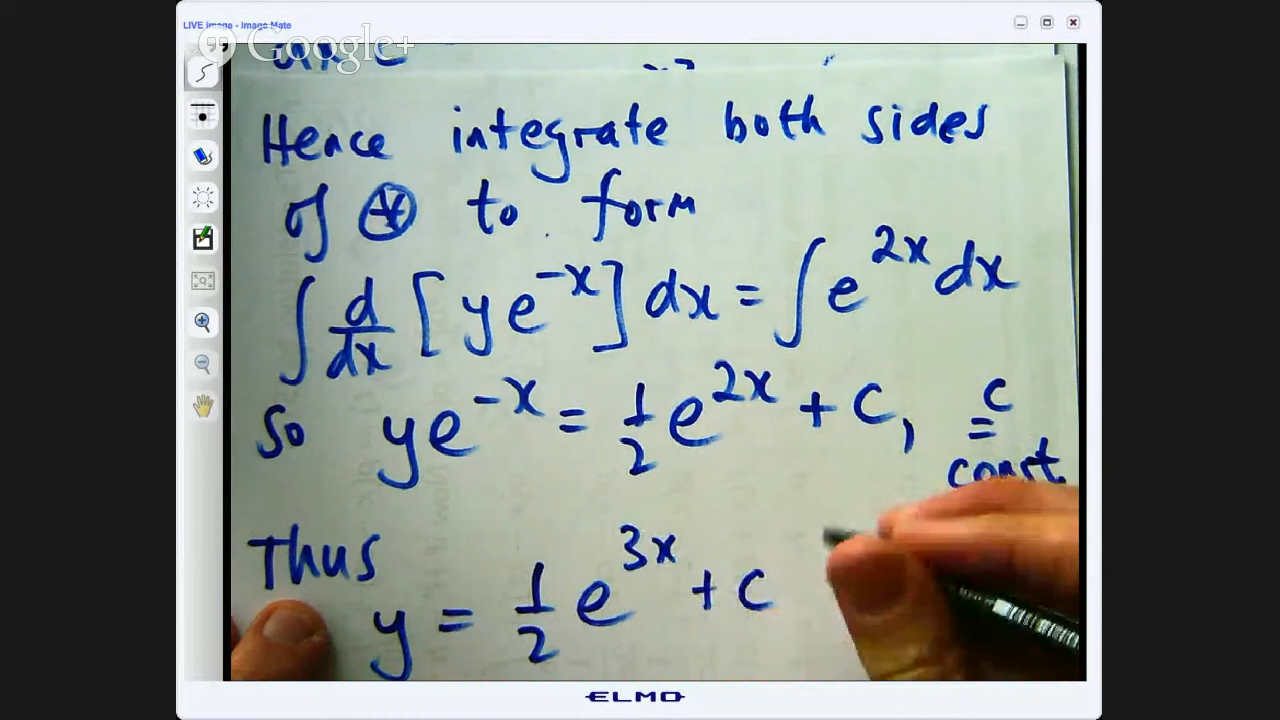 LIVE image - Image Mate
Google+
Hence integrate both sides
of ⊛ to form
∫ d/dx [ye^{-x}] dx = ∫ e^{2x} dx
So ye^{-x} = 1/2 e^{2x} + C, C = const
Thus
y = 1/2 e^{3x} + C
ELMO